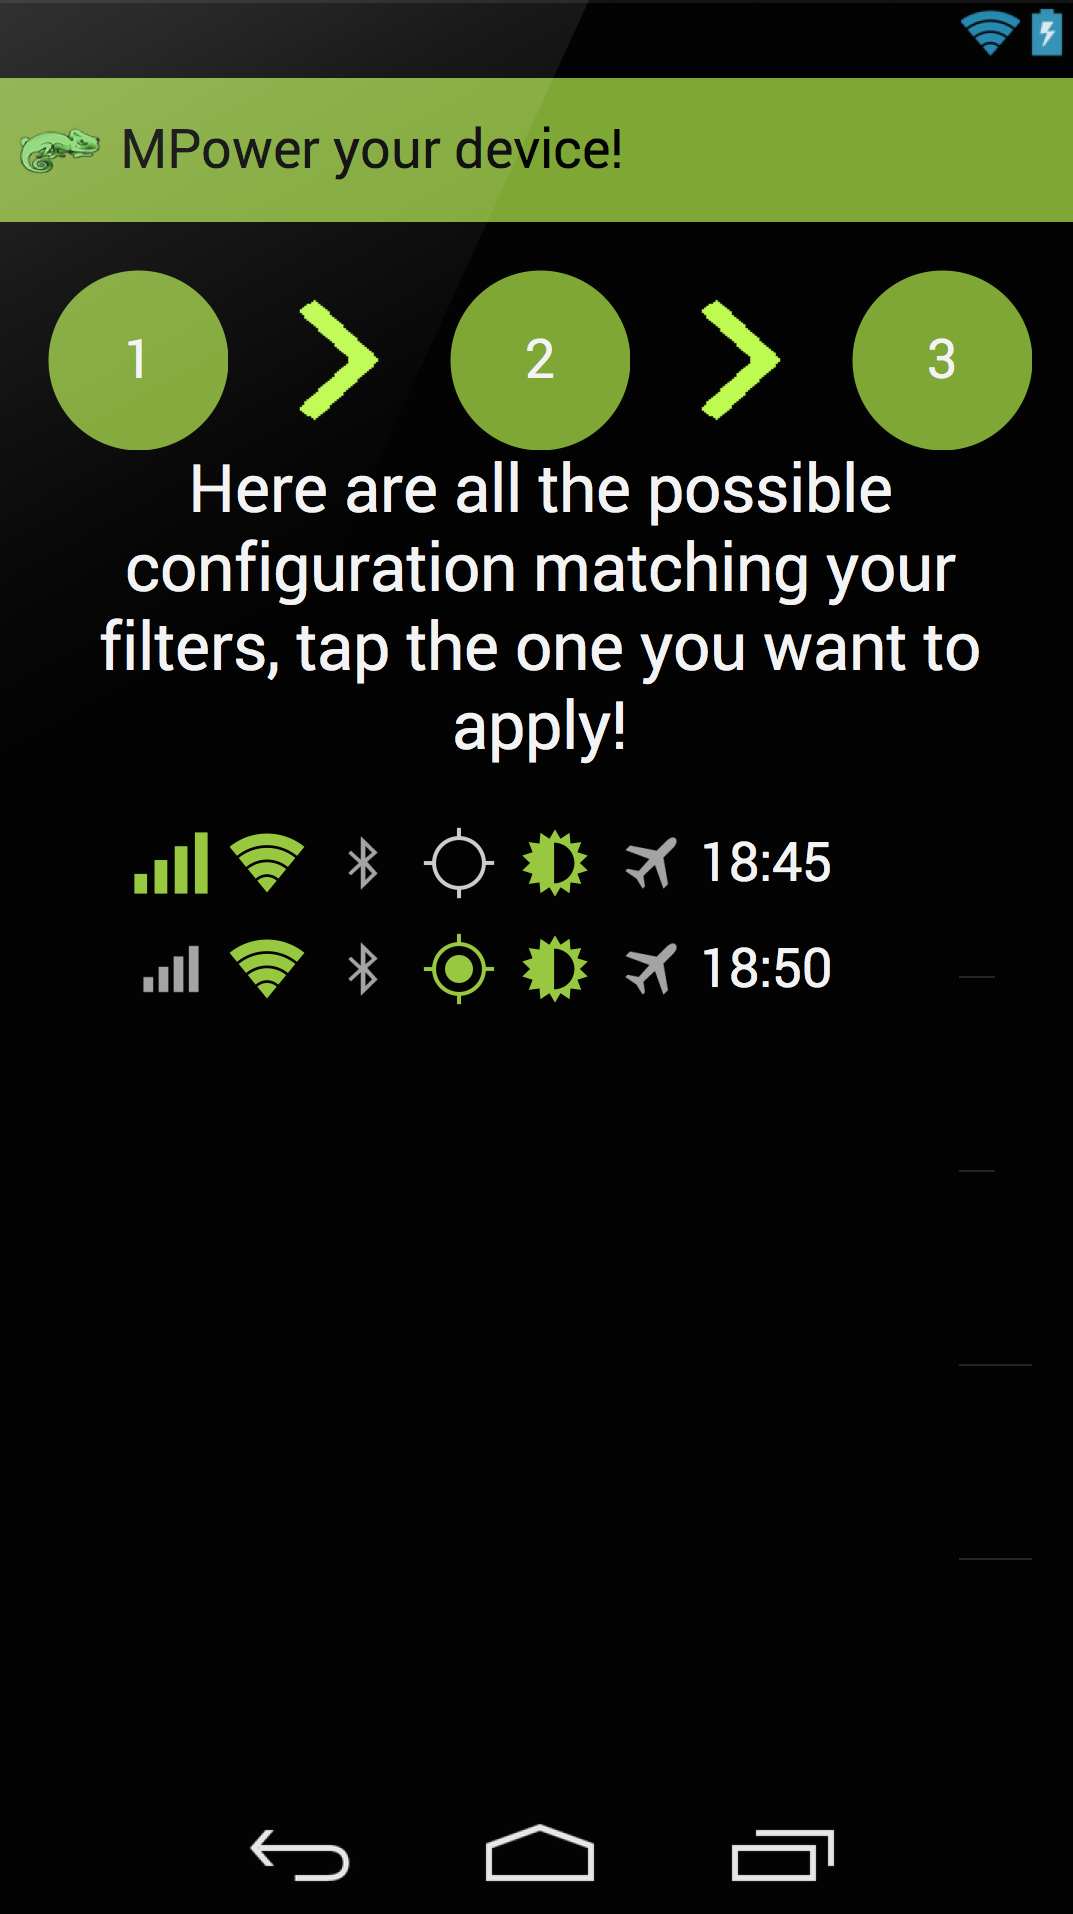 MPower your device!
1 2 3
Here are all the possible
configuration matching your
filters, tap the one you want to
apply!
18:45
18:50